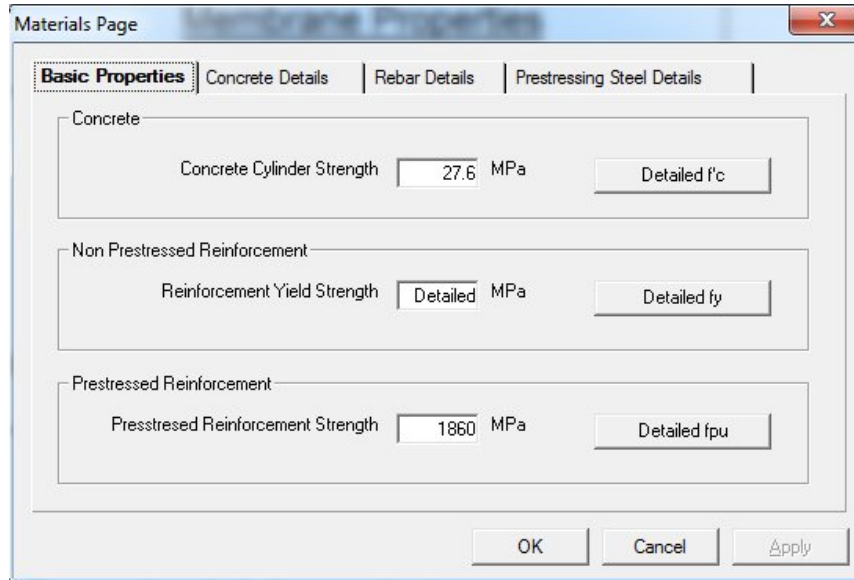 Membrane Properties
Materials Page
Basic Properties Concrete Details Rebar Details Prestressing Steel Details
Concrete
Concrete Cylinder Strength 27.6 MPa Detailed f'c
Non Prestressed Reinforcement
Reinforcement Yield Strength Detailed MPa Detailed fy
Prestressed Reinforcement
Presstresed Reinforcement Strength 1860 MPa Detailed fpu
OK Cancel Apply